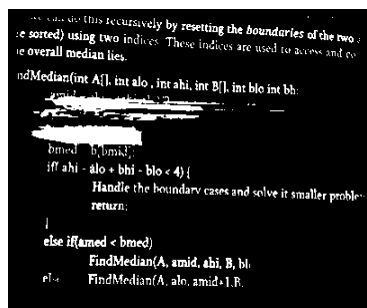 can do this recursively by resetting the boundaries of the two
sorted) using two indices. These indices are used to access and co
overall median lies.
ndMedian(int A[], int alo , int ahi, int B[], int blo int bh
bmed b[bmid];
if( ahi - alo + bhi - blo < 4) {
Handle the boundary cases and solve it smaller proble
return;
}
else if(amed < bmed)
FindMedian(A, amid, ahi, B, bl
el FindMedian(A, alo, amid+1,B,